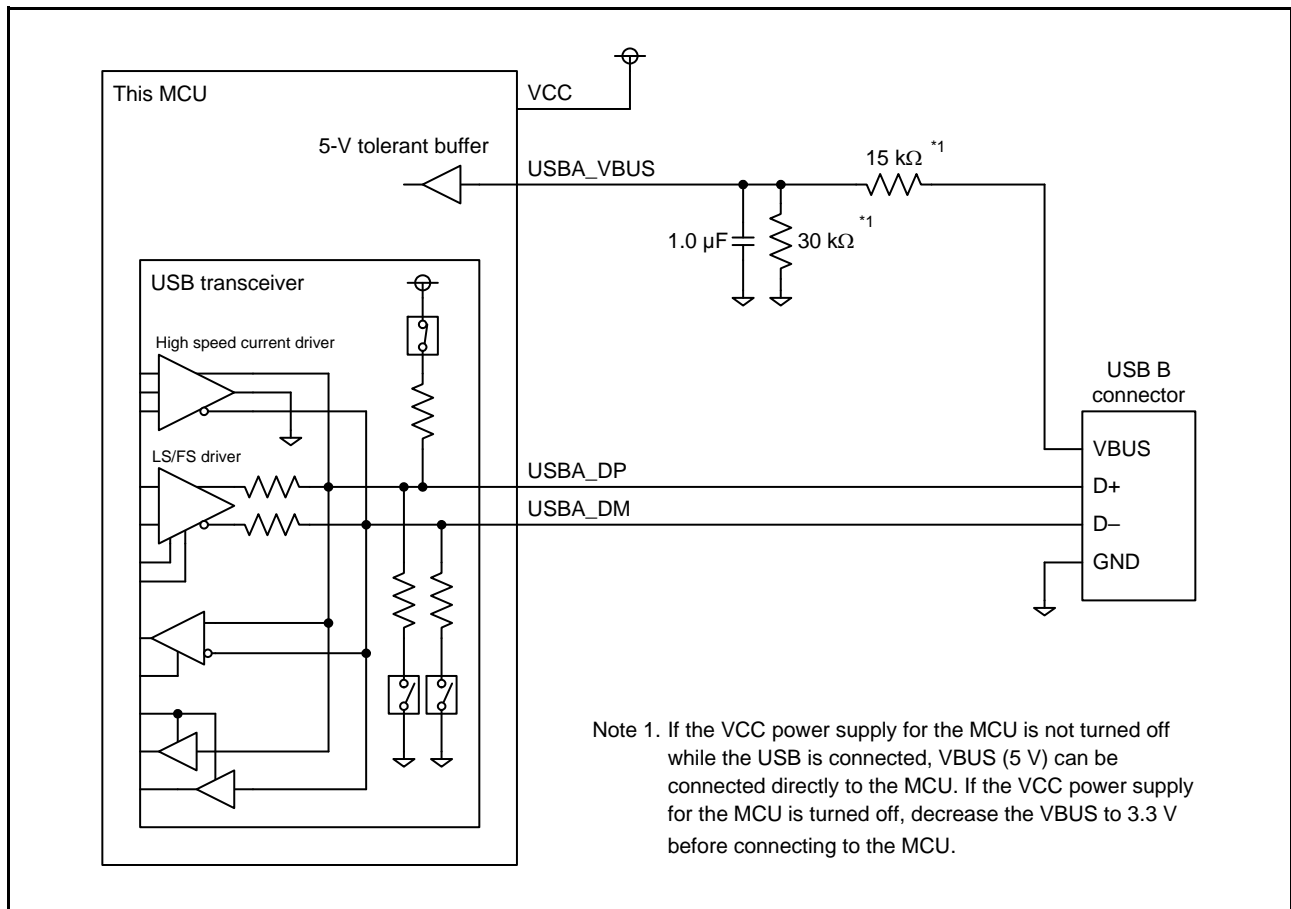 This MCU
VCC
5-V tolerant buffer
USBA_VBUS
15 kΩ *1
1.0 µF
30 kΩ *1
USB transceiver
High speed current driver
USB B
connector
VBUS
LS/FS driver
USBA_DP
D+
USBA_DM
D−
GND
Note 1. If the VCC power supply for the MCU is not turned off
while the USB is connected, VBUS (5 V) can be
connected directly to the MCU. If the VCC power supply
for the MCU is turned off, decrease the VBUS to 3.3 V
before connecting to the MCU.